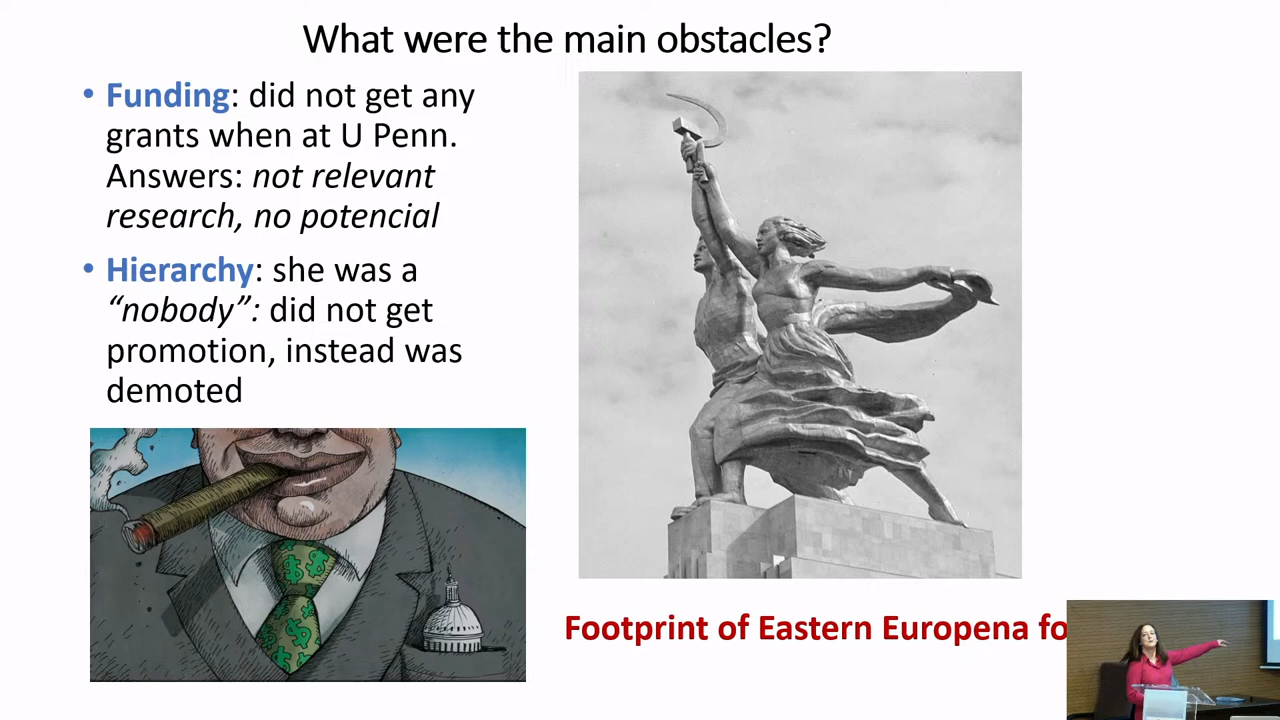 What were the main obstacles?
• Funding: did not get any
grants when at U Penn.
Answers: not relevant
research, no potencial
• Hierarchy: she was a
“nobody”: did not get
promotion, instead was
demoted
Footprint of Eastern Europena fo